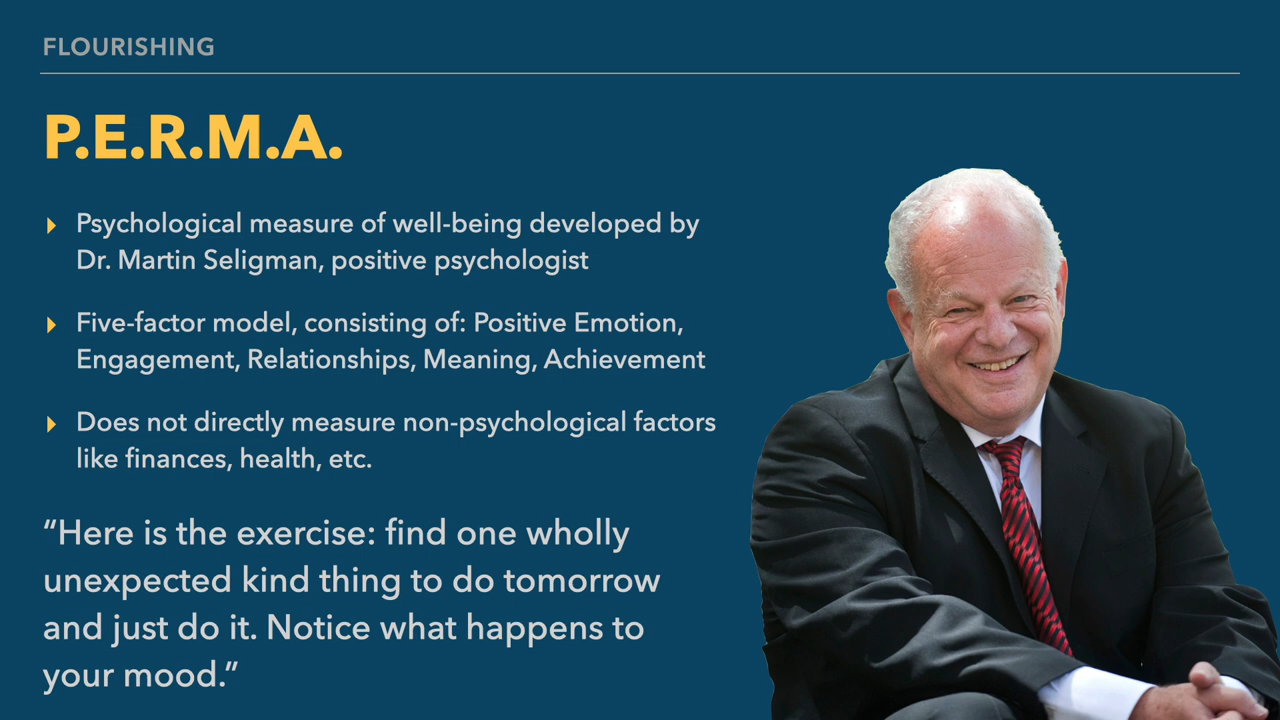 FLOURISHING
P.E.R.M.A.
Psychological measure of well-being developed by
Dr. Martin Seligman, positive psychologist
Five-factor model, consisting of: Positive Emotion,
Engagement, Relationships, Meaning, Achievement
Does not directly measure non-psychological factors
like finances, health, etc.
“Here is the exercise: find one wholly
unexpected kind thing to do tomorrow
and just do it. Notice what happens to
your mood.”